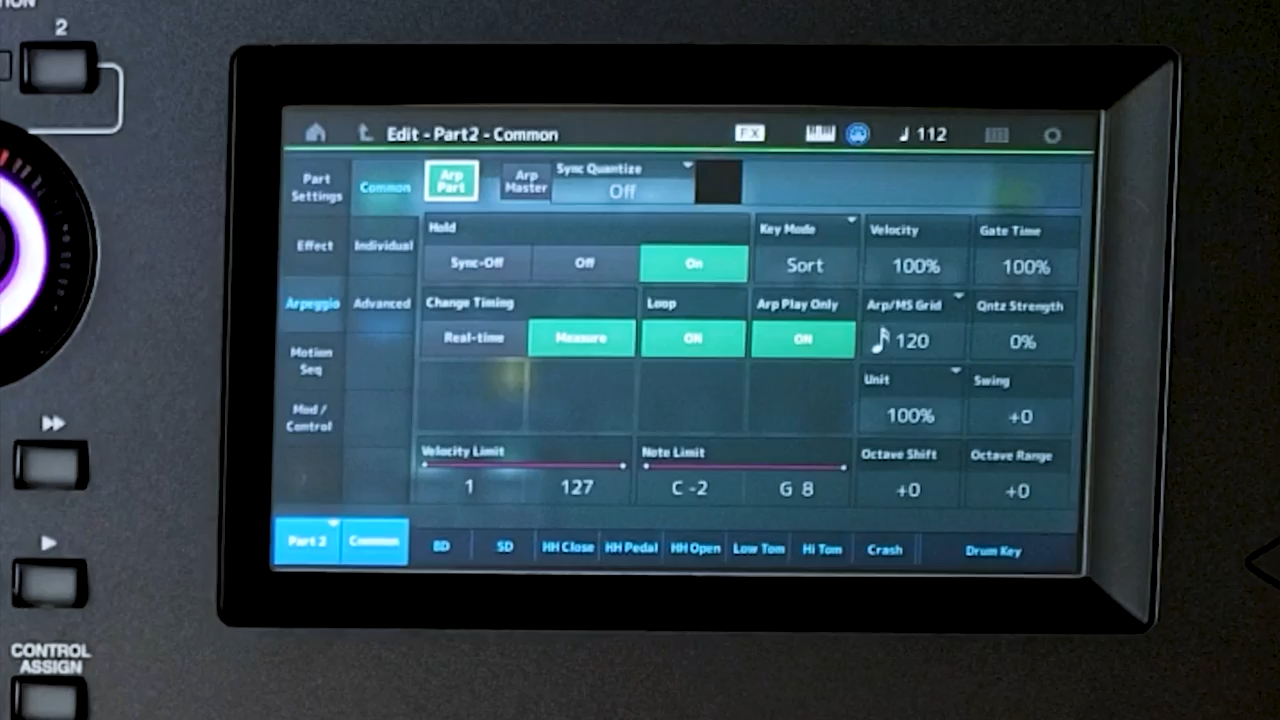 2
Edit - Part2 - Common
FX
♩ 112
Part Settings
Common
Arp Part
Arp Master
Sync Quantize
Off
Hold
Key Mode
Velocity
Gate Time
Effect
Individual
Sync-Off
Off
On
Sort
100%
100%
Arpeggio
Advanced
Change Timing
Loop
Arp Play Only
Arp/MS Grid
Qntz Strength
Real-time
Measure
ON
ON
120
0%
Motion Seq
Unit
Swing
100%
+0
Mod / Control
Velocity Limit
Note Limit
Octave Shift
Octave Range
1
127
C -2
G 8
+0
+0
Part 2
Common
BD
SD
HH Close
HH Pedal
HH Open
Low Tom
Hi Tom
Crash
Drum Key
CONTROL
ASSIGN